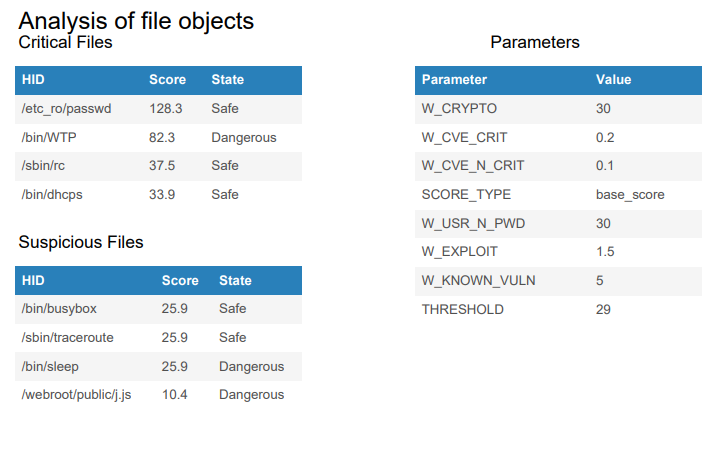 Analysis of file objects
Critical Files
HID Score State
/etc_ro/passwd 128.3 Safe
/bin/WTP 82.3 Dangerous
/sbin/rc 37.5 Safe
/bin/dhcps 33.9 Safe
Suspicious Files
HID Score State
/bin/busybox 25.9 Safe
/sbin/traceroute 25.9 Safe
/bin/sleep 25.9 Dangerous
/webroot/public/j.js 10.4 Dangerous
Parameters
Parameter Value
W_CRYPTO 30
W_CVE_CRIT 0.2
W_CVE_N_CRIT 0.1
SCORE_TYPE base_score
W_USR_N_PWD 30
W_EXPLOIT 1.5
W_KNOWN_VULN 5
THRESHOLD 29